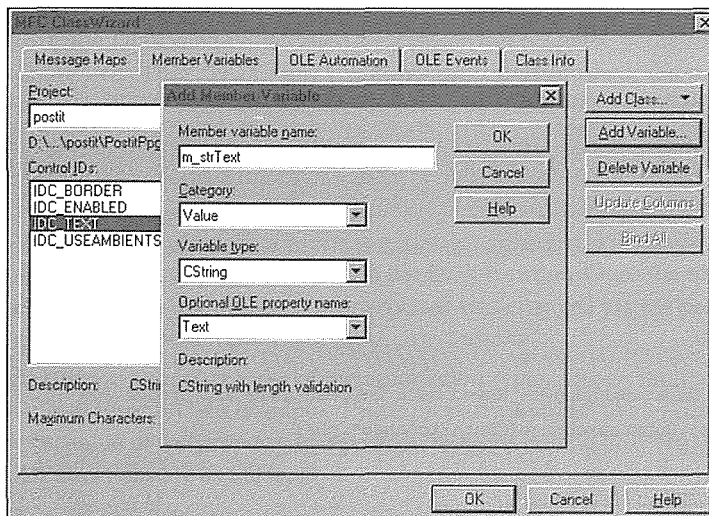 MFC ClassWizard
Message Maps
Member Variables
OLE Automation
OLE Events
Class Info
Project:
postit
D:\...\postit\PostitPpg
Control IDs:
IDC_BORDER
IDC_ENABLED
IDC_TEXT
IDC_USEAMBIENTS
Description: CStri
Maximum Characters:
Add Member Variable
Member variable name:
m_strText
Category:
Value
Variable type:
CString
Optional OLE property name:
Text
Description:
CString with length validation
OK
Cancel
Help
Add Class...
Add Variable...
Delete Variable
Update Columns
Bind All
OK
Cancel
Help